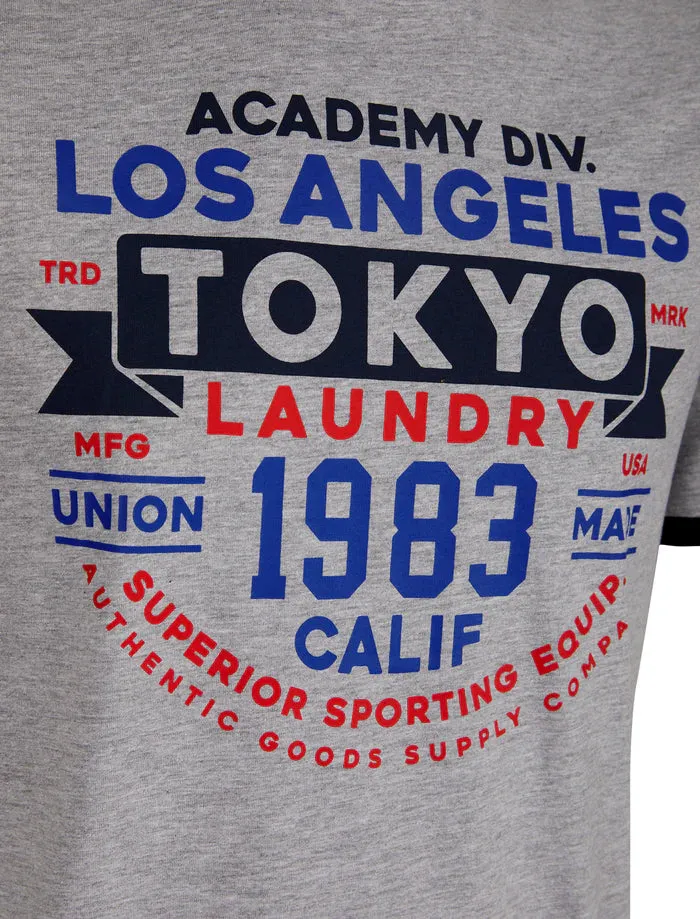 ACADEMY DIV.
LOS ANGELES
TRD
TOKYO
MRK
LAUNDRY
MFG
USA
UNION
1983
MADE
CALIF
SUPERIOR SPORTING EQUIP.
AUTHENTIC GOODS SUPPLY COMPA